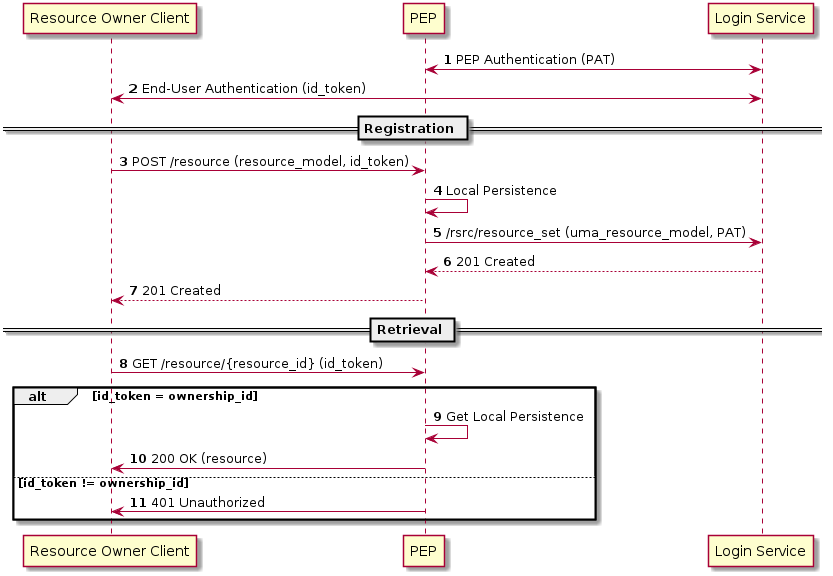 Resource Owner Client
PEP
Login Service
1 PEP Authentication (PAT)
2 End-User Authentication (id_token)
Registration
3 POST /resource (resource_model, id_token)
4 Local Persistence
5 /rsrc/resource_set (uma_resource_model, PAT)
6 201 Created
7 201 Created
Retrieval
8 GET /resource/{resource_id} (id_token)
alt [id_token = ownership_id]
9 Get Local Persistence
10 200 OK (resource)
[id_token != ownership_id]
11 401 Unauthorized
Resource Owner Client
PEP
Login Service